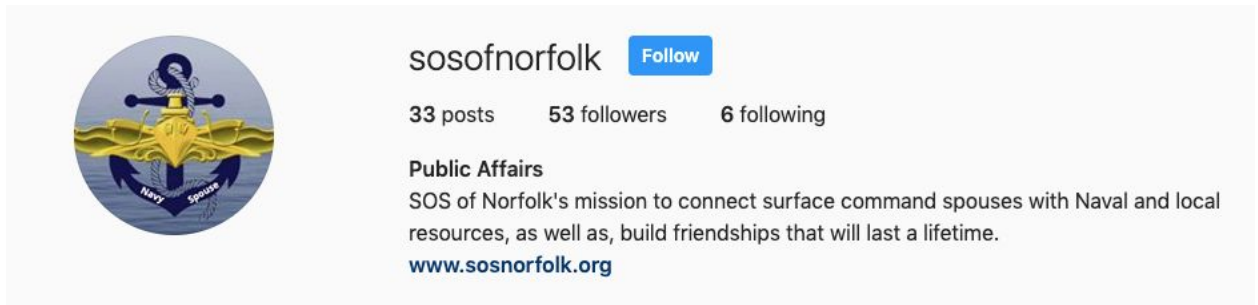 sosofnorfolk Follow
33 posts 53 followers 6 following
Public Affairs
SOS of Norfolk's mission to connect surface command spouses with Naval and local
resources, as well as, build friendships that will last a lifetime.
www.sosnorfolk.org
Navy Spouse